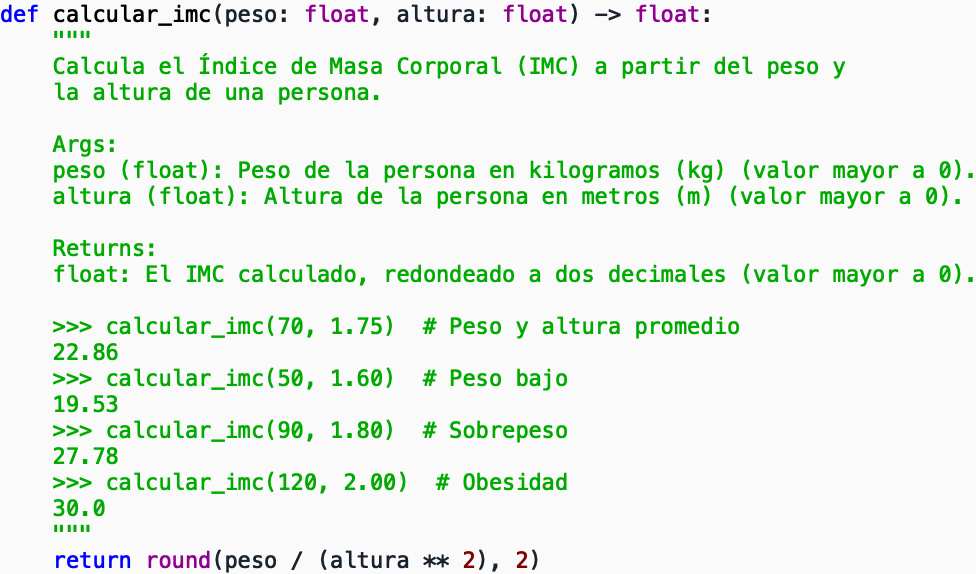 def calcular_imc(peso: float, altura: float) -> float:
    """
    Calcula el Índice de Masa Corporal (IMC) a partir del peso y
    la altura de una persona.

    Args:
    peso (float): Peso de la persona en kilogramos (kg) (valor mayor a 0).
    altura (float): Altura de la persona en metros (m) (valor mayor a 0).

    Returns:
    float: El IMC calculado, redondeado a dos decimales (valor mayor a 0).

    >>> calcular_imc(70, 1.75)  # Peso y altura promedio
    22.86
    >>> calcular_imc(50, 1.60)  # Peso bajo
    19.53
    >>> calcular_imc(90, 1.80)  # Sobrepeso
    27.78
    >>> calcular_imc(120, 2.00)  # Obesidad
    30.0
    """
    return round(peso / (altura ** 2), 2)